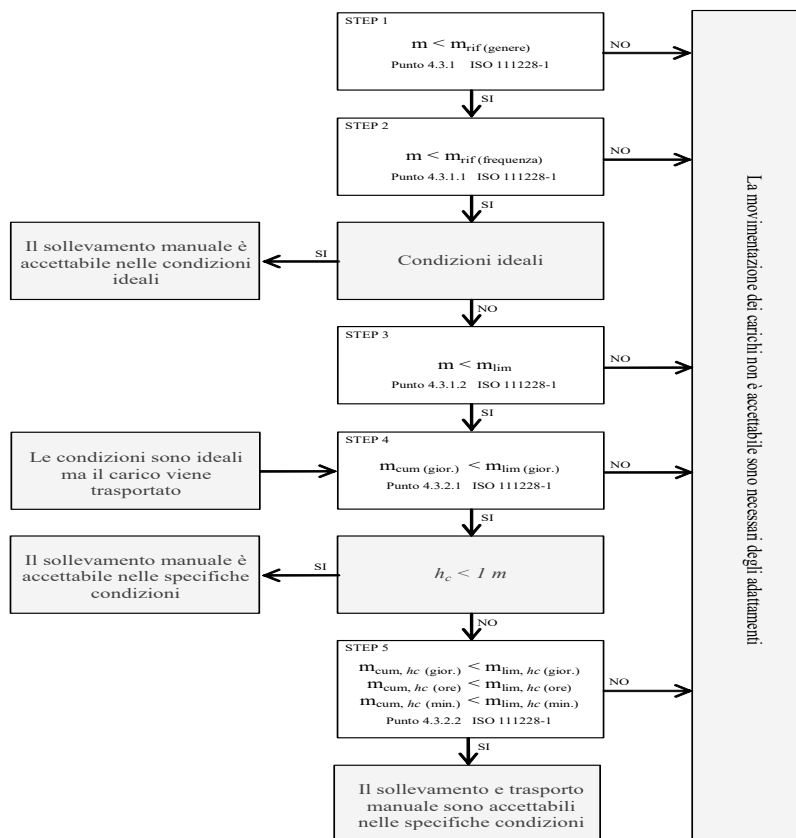 STEP 1
m < mrif (genere)
Punto 4.3.1 ISO 111228-1
NO
SI
STEP 2
m < mrif (frequenza)
Punto 4.3.1.1 ISO 111228-1
NO
SI
Il sollevamento manuale è
accettabile nelle condizioni
ideali
SI
Condizioni ideali
NO
STEP 3
m < mlim
Punto 4.3.1.2 ISO 111228-1
NO
SI
Le condizioni sono ideali
ma il carico viene
trasportato
STEP 4
mcum (gior.) < mlim (gior.)
Punto 4.3.2.1 ISO 111228-1
NO
SI
Il sollevamento manuale è
accettabile nelle specifiche
condizioni
SI
hc < 1 m
NO
STEP 5
mcum, hc (gior.) < mlim, hc (gior.)
mcum, hc (ore) < mlim, hc (ore)
mcum, hc (min.) < mlim, hc (min.)
Punto 4.3.2.2 ISO 111228-1
NO
SI
Il sollevamento e trasporto
manuale sono accettabili
nelle specifiche condizioni
La movimentazione dei carichi non è accettabile sono necessari degli adattamenti